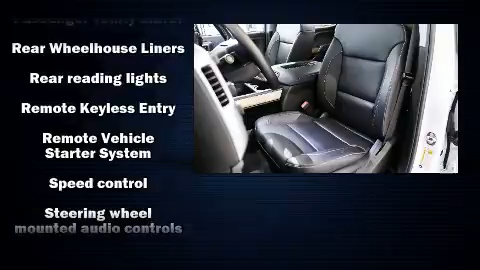 Rear Wheelhouse Liners
Rear reading lights
Remote Keyless Entry
Remote Vehicle
Starter System
Speed control
Steering wheel
mounted audio controls